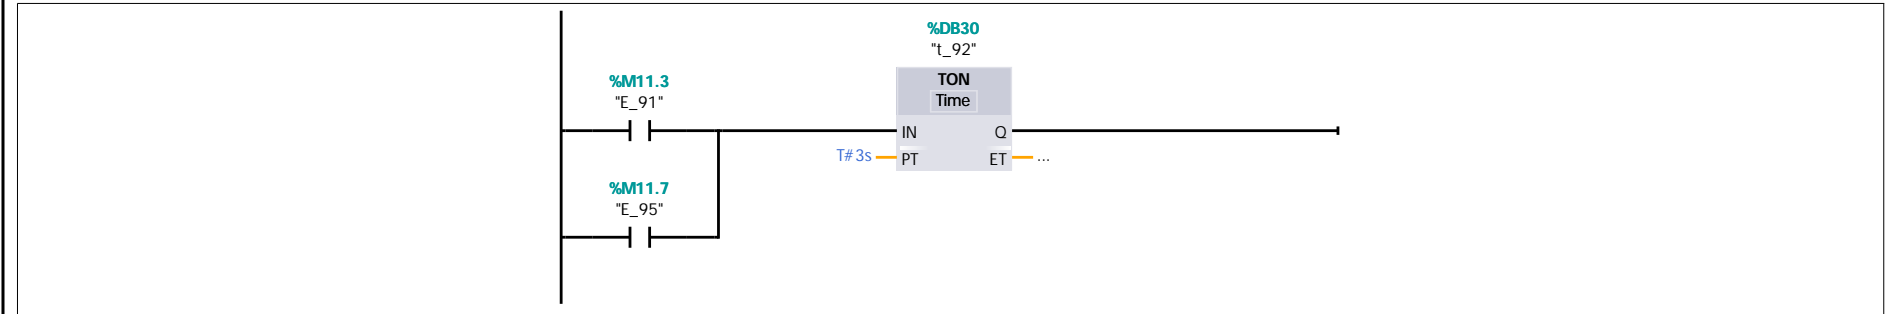 %DB30
"t_92"
TON
Time
%M11.3
"E_91"
IN
Q
T#3s
PT
ET
...
%M11.7
"E_95"